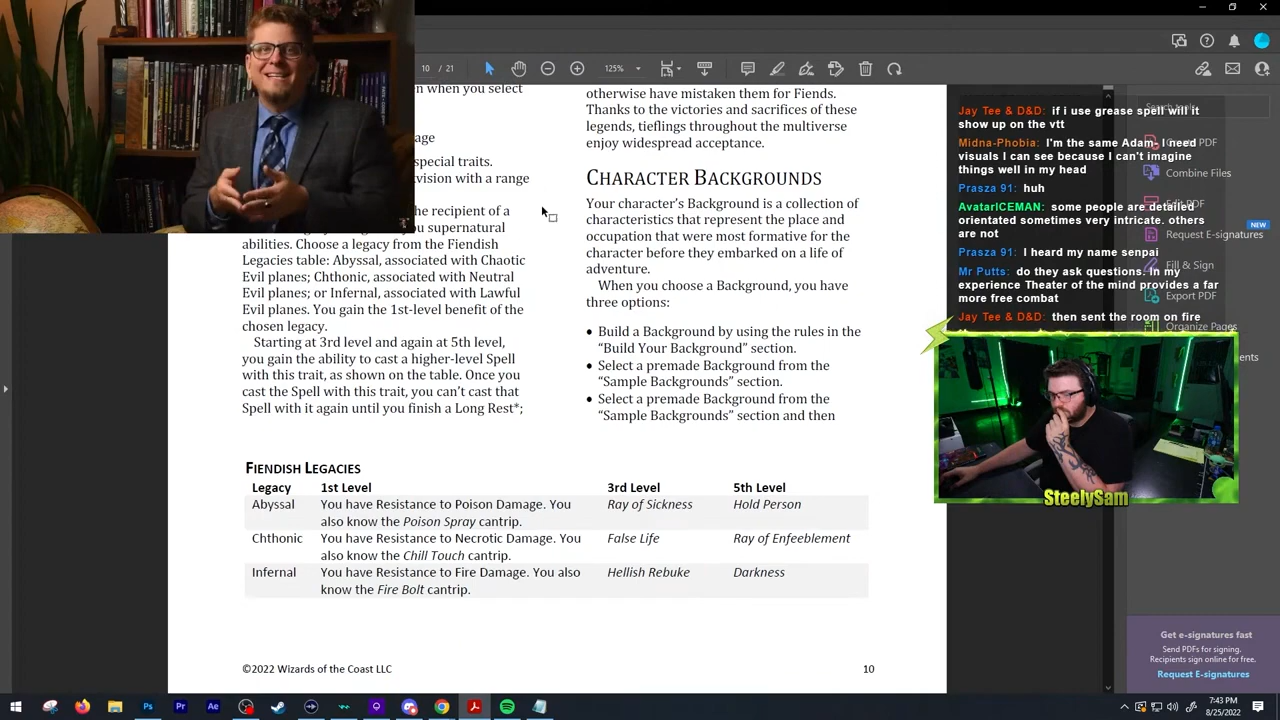 10 / 21
125%
en when you select
age
special traits.
kvision with a range
he recipient of a
ou supernatural
abilities. Choose a legacy from the Fiendish
Legacies table: Abyssal, associated with Chaotic
Evil planes; Chthonic, associated with Neutral
Evil planes; or Infernal, associated with Lawful
Evil planes. You gain the 1st-level benefit of the
chosen legacy.
Starting at 3rd level and again at 5th level,
you gain the ability to cast a higher-level Spell
with this trait, as shown on the table. Once you
cast the Spell with this trait, you can't cast that
Spell with it again until you finish a Long Rest*;
otherwise have mistaken them for Fiends.
Thanks to the victories and sacrifices of these
legends, tieflings throughout the multiverse
enjoy widespread acceptance.
CHARACTER BACKGROUNDS
Your character's Background is a collection of
characteristics that represent the place and
occupation that were most formative for the
character before they embarked on a life of
adventure.
When you choose a Background, you have
three options:
• Build a Background by using the rules in the
"Build Your Background" section.
• Select a premade Background from the
"Sample Backgrounds" section.
• Select a premade Background from the
"Sample Backgrounds" section and then
FIENDISH LEGACIES
Legacy 1st Level 3rd Level 5th Level
Abyssal You have Resistance to Poison Damage. You Ray of Sickness Hold Person
also know the Poison Spray cantrip.
Chthonic You have Resistance to Necrotic Damage. You False Life Ray of Enfeeblement
also know the Chill Touch cantrip.
Infernal You have Resistance to Fire Damage. You also Hellish Rebuke Darkness
know the Fire Bolt cantrip.
©2022 Wizards of the Coast LLC 10
Jay Tee & D&D: if i use grease spell will it
show up on the vtt
Midna-Phobia: I'm the same Adam, I need
visuals I can see because I can't imagine
things well in my head
Prasza 91: huh
AvatarICEMAN: some people are detailed
orientated sometimes very intricate. others
are not
Prasza 91: I heard my name senpai
Mr Putts: do they ask questions. In my
experience Theater of the mind provides a far
more free combat
Jay Tee & D&D: then sent the room on fire
Search tools
PDF
Combine Files
Edit PDF
Request E-signatures
NEW
Fill & Sign
Export PDF
Organize Pages
ents
SteelySam
Get e-signatures fast
Send PDFs for signing.
Recipients sign online for free.
Request E-signatures
7:43 PM
8/25/2022